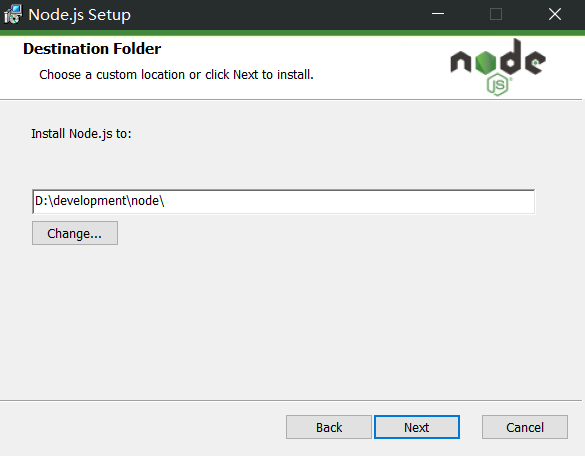 Node.js Setup
Destination Folder
Choose a custom location or click Next to install.
node
JS
Install Node.js to:
D:\development\node\
Change...
Back
Next
Cancel